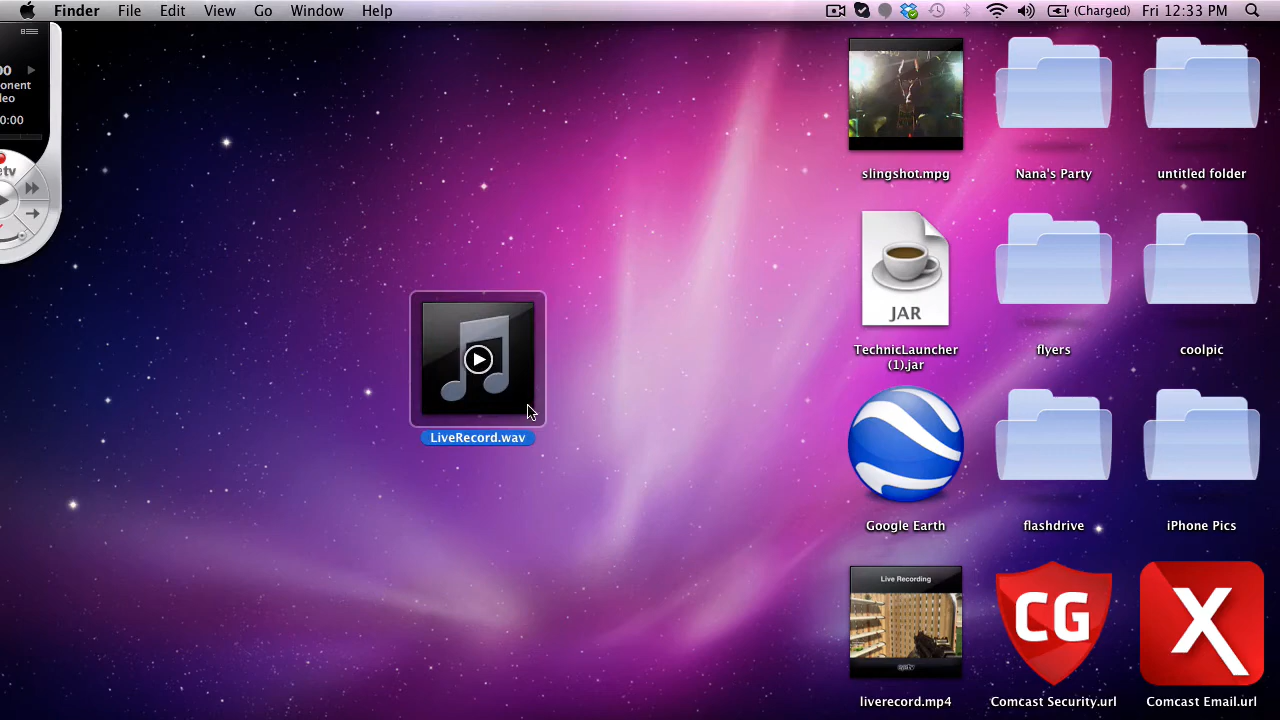 Finder File Edit View Go Window Help
(Charged) Fri 12:33 PM
00
onent
leo
0:00
etv
slingshot.mpg
Nana's Party
untitled folder
JAR
TechnicLauncher
(1).jar
flyers
coolpic
LiveRecord.wav
Google Earth
flashdrive
iPhone Pics
Live Recording
CG
X
liverecord.mp4
Comcast Security.url
Comcast Email.url